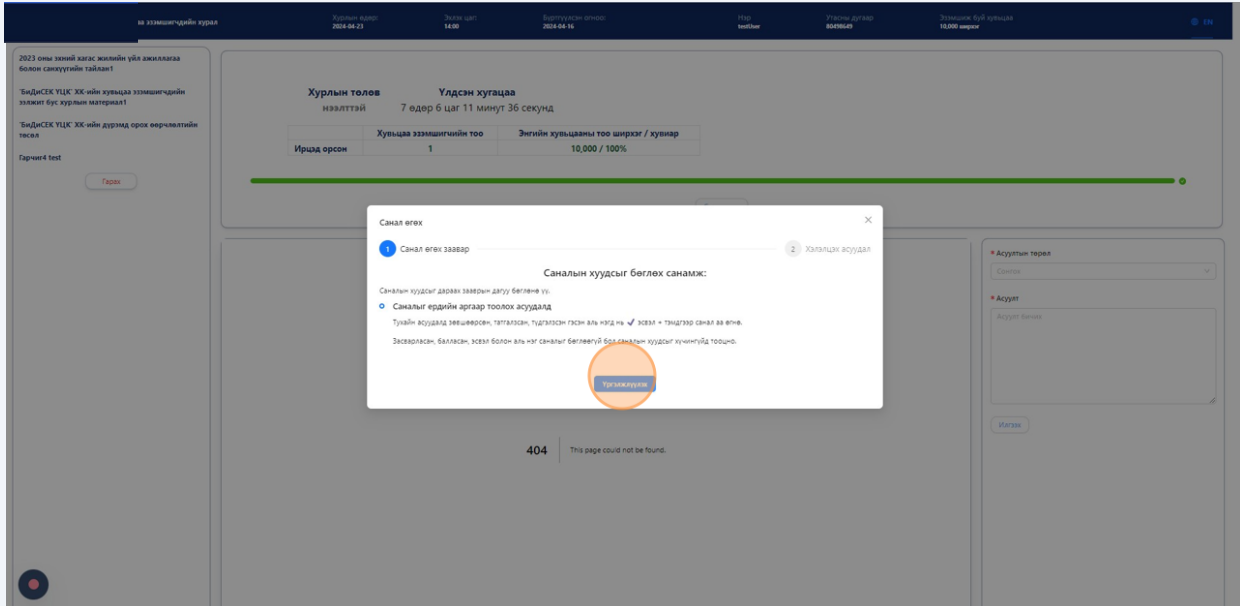 эзэмшигчдийн хурал
Хурлын өдөр:
2024-04-23
Эхлэх цаг:
14:00
Бүртгүүлсэн огноо:
2024-04-16
Нэр
testUser
Утасны дугаар
80498649
Эзэмшиж буй хувьцаа
10,000 ширхэг
EN
2023 оны эхний хагас жилийн үйл ажиллагаа
болон санхүүгийн тайлан1
'БиДиСЕК ҮЦК' ХК-ийн хувьцаа эзэмшигчдийн
ээлжит бус хурлын материал1
'БиДиСЕК ҮЦК' ХК-ийн дүрэмд орох өөрчлөлтийн
төсөл
Гарчиг4 test
Гарах
Хурлын төлөв
нээлттэй
Үлдсэн хугацаа
7 өдөр 6 цаг 11 минут 36 секунд
Хувьцаа эзэмшигчийн тоо Энгийн хувьцааны тоо ширхэг / хувиар
Ирцэд орсон 1 10,000 / 100%
Санал өгөх
1 Санал өгөх заавар
2 Хэлэлцэх асуудал
Саналын хуудсыг бөглөх санамж:
Саналын хуудсыг дараах зааврын дагуу бөглөнө үү.
Саналыг ердийн аргаар тоолох асуудалд
Тухайн асуудалд зөвшөөрсөн, татгалзсан, түдгэлзсэн гэсэн аль нэгд нь ✓ эсвэл + тэмдгээр санал аа өгнө.
Засварласан, балласан, эсвэл болон аль нэг саналыг бөглөөгүй бол саналын хуудсыг хүчингүйд тооцно.
Үргэлжлүүлэх
404 This page could not be found.
* Асуултын төрөл
Сонгох
* Асуулт
Асуулт бичих
Илгээх